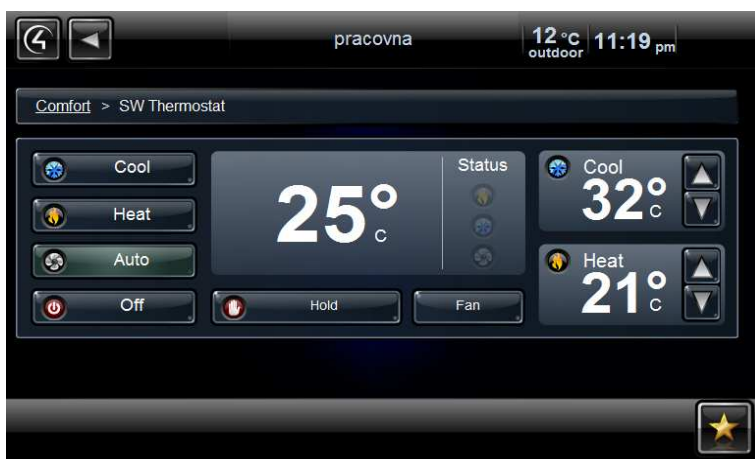 pracovna
12 °C
outdoor
11:19 pm
Comfort > SW Thermostat
Cool
Heat
Auto
Off
25°C
Status
Hold
Fan
Cool
32°C
Heat
21°C